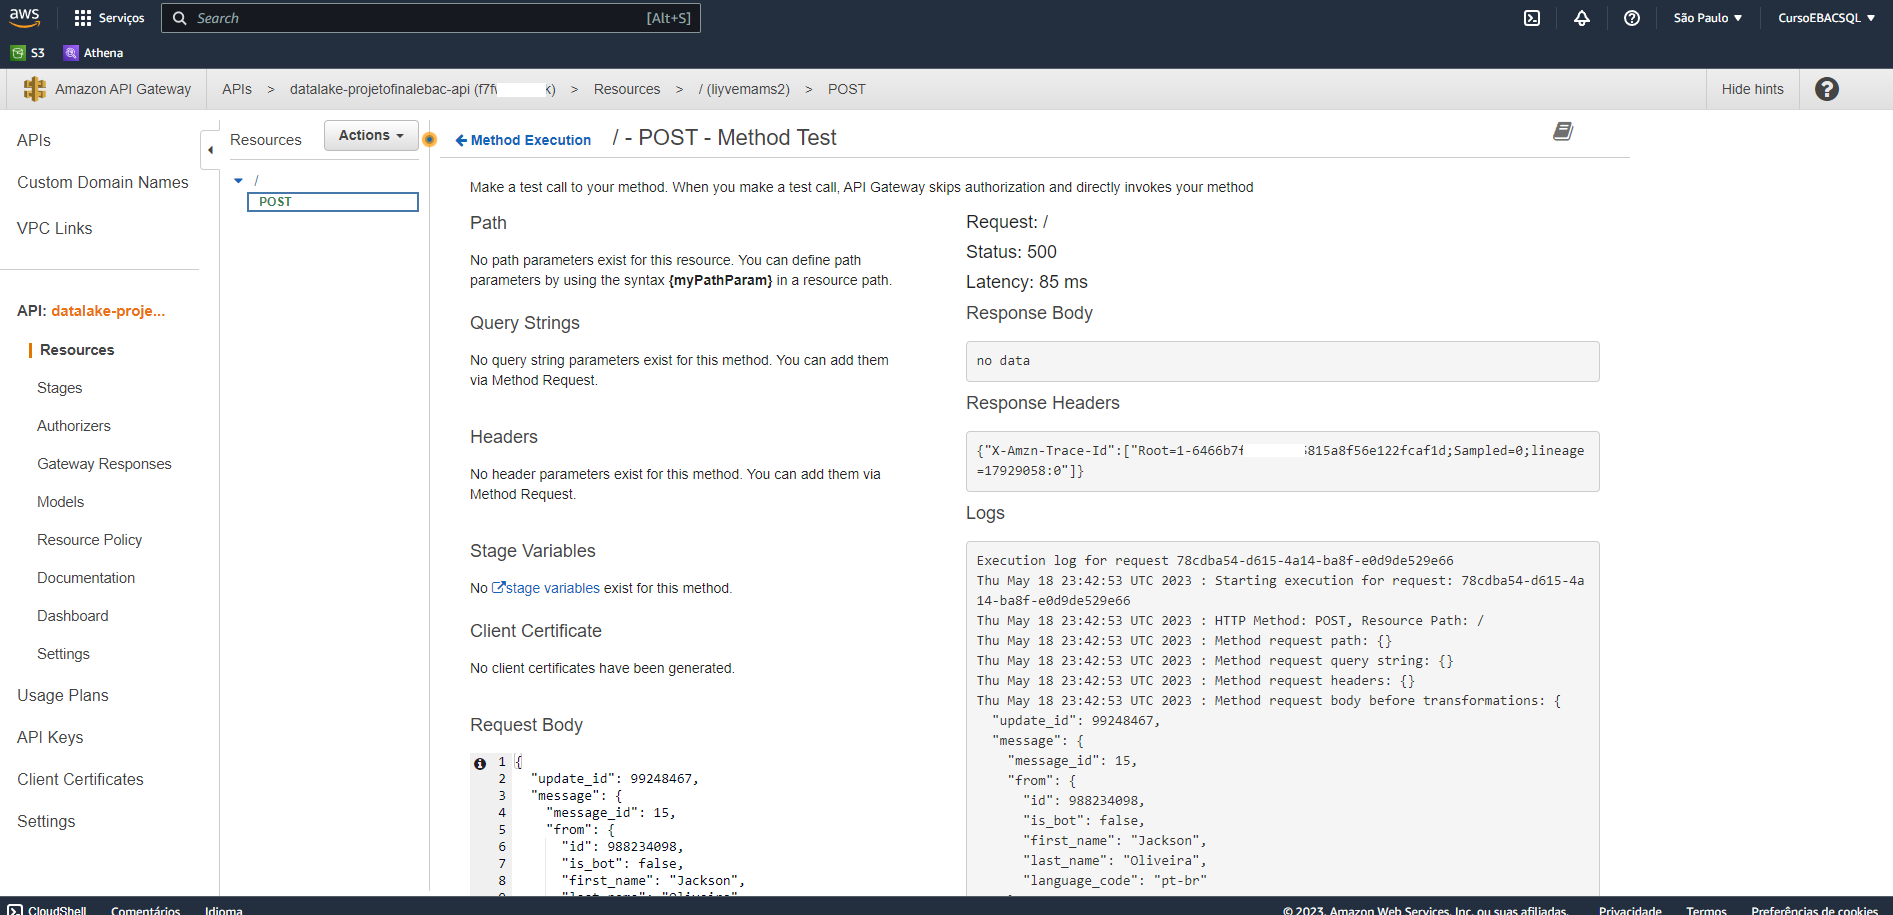 aws
Serviços
Search
[Alt+S]
São Paulo
CursoEBACSQL
S3
Athena
Amazon API Gateway
APIs > datalake-projetofinalebac-api (f7f k) > Resources > / (liyvemams2) > POST
Hide hints
APIs
Custom Domain Names
VPC Links
API: datalake-proje...
Resources
Stages
Authorizers
Gateway Responses
Models
Resource Policy
Documentation
Dashboard
Settings
Usage Plans
API Keys
Client Certificates
Settings
Resources
Actions
/
POST
Method Execution
/ - POST - Method Test
Make a test call to your method. When you make a test call, API Gateway skips authorization and directly invokes your method
Path
No path parameters exist for this resource. You can define path
parameters by using the syntax {myPathParam} in a resource path.
Query Strings
No query string parameters exist for this method. You can add them
via Method Request.
Headers
No header parameters exist for this method. You can add them via
Method Request.
Stage Variables
No stage variables exist for this method.
Client Certificate
No client certificates have been generated.
Request Body
1 {
2 "update_id": 99248467,
3 "message": {
4 "message_id": 15,
5 "from": {
6 "id": 988234098,
7 "is_bot": false,
8 "first_name": "Jackson",
9 "last_name": "Oliveira",
Request: /
Status: 500
Latency: 85 ms
Response Body
no data
Response Headers
{"X-Amzn-Trace-Id":["Root=1-6466b7f 5815a8f56e122fcaf1d;Sampled=0;lineage
=17929058:0"]}
Logs
Execution log for request 78cdba54-d615-4a14-ba8f-e0d9de529e66
Thu May 18 23:42:53 UTC 2023 : Starting execution for request: 78cdba54-d615-4a
14-ba8f-e0d9de529e66
Thu May 18 23:42:53 UTC 2023 : HTTP Method: POST, Resource Path: /
Thu May 18 23:42:53 UTC 2023 : Method request path: {}
Thu May 18 23:42:53 UTC 2023 : Method request query string: {}
Thu May 18 23:42:53 UTC 2023 : Method request headers: {}
Thu May 18 23:42:53 UTC 2023 : Method request body before transformations: {
"update_id": 99248467,
"message": {
"message_id": 15,
"from": {
"id": 988234098,
"is_bot": false,
"first_name": "Jackson",
"last_name": "Oliveira",
"language_code": "pt-br"
CloudShell
Comentários
Idioma
© 2023, Amazon Web Services, Inc. ou suas afiliadas.
Privacidade
Termos
Preferências de cookies